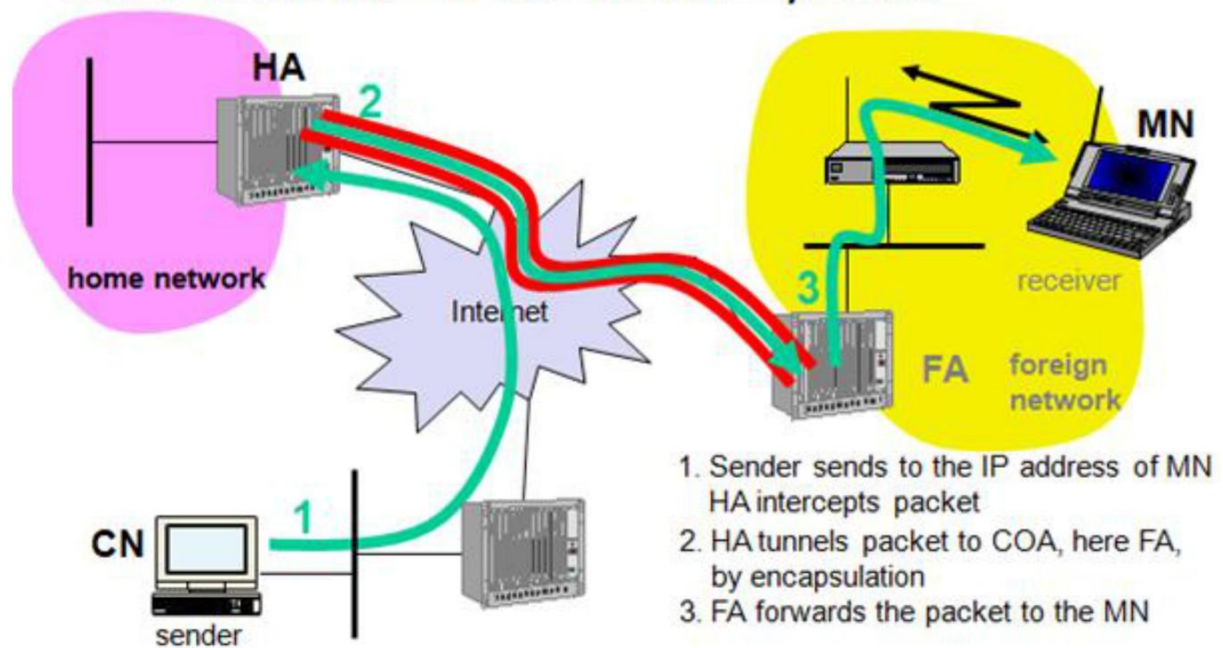 HA
2
MN
home network
Internet
3
receiver
FA
foreign
network
CN
1
sender
1. Sender sends to the IP address of MN
HA intercepts packet
2. HA tunnels packet to COA, here FA,
by encapsulation
3. FA forwards the packet to the MN